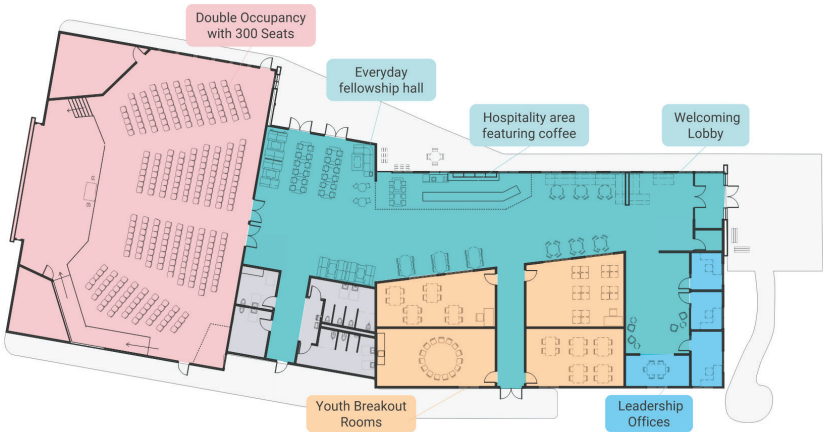 Double Occupancy
with 300 Seats
Everyday
fellowship hall
Hospitality area
featuring coffee
Welcoming
Lobby
Youth Breakout
Rooms
Leadership
Offices